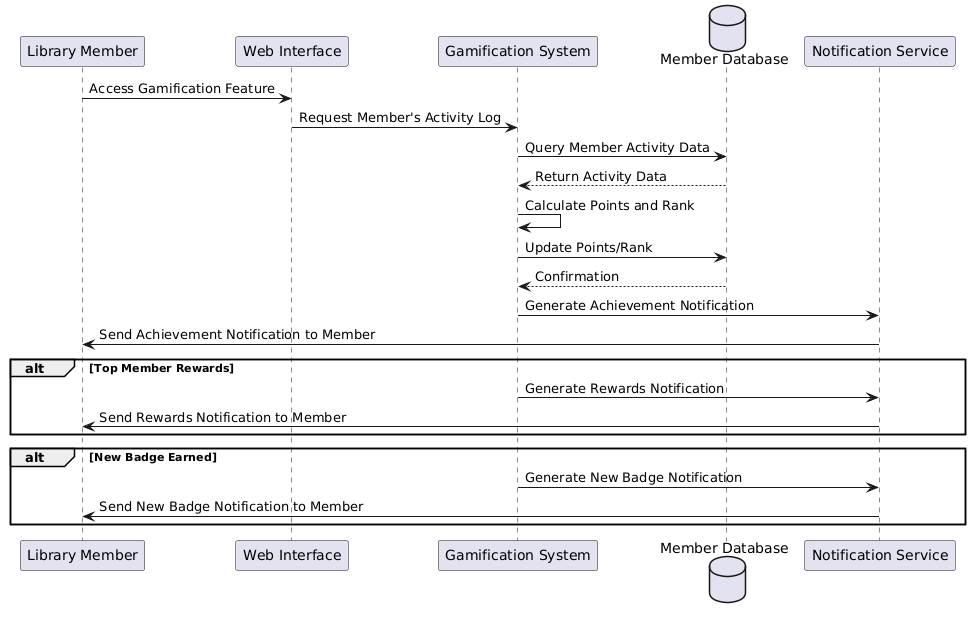 Library Member
Web Interface
Gamification System
Member Database
Notification Service
Access Gamification Feature
Request Member's Activity Log
Query Member Activity Data
Return Activity Data
Calculate Points and Rank
Update Points/Rank
Confirmation
Generate Achievement Notification
Send Achievement Notification to Member
alt [Top Member Rewards]
Generate Rewards Notification
Send Rewards Notification to Member
alt [New Badge Earned]
Generate New Badge Notification
Send New Badge Notification to Member
Library Member
Web Interface
Gamification System
Member Database
Notification Service